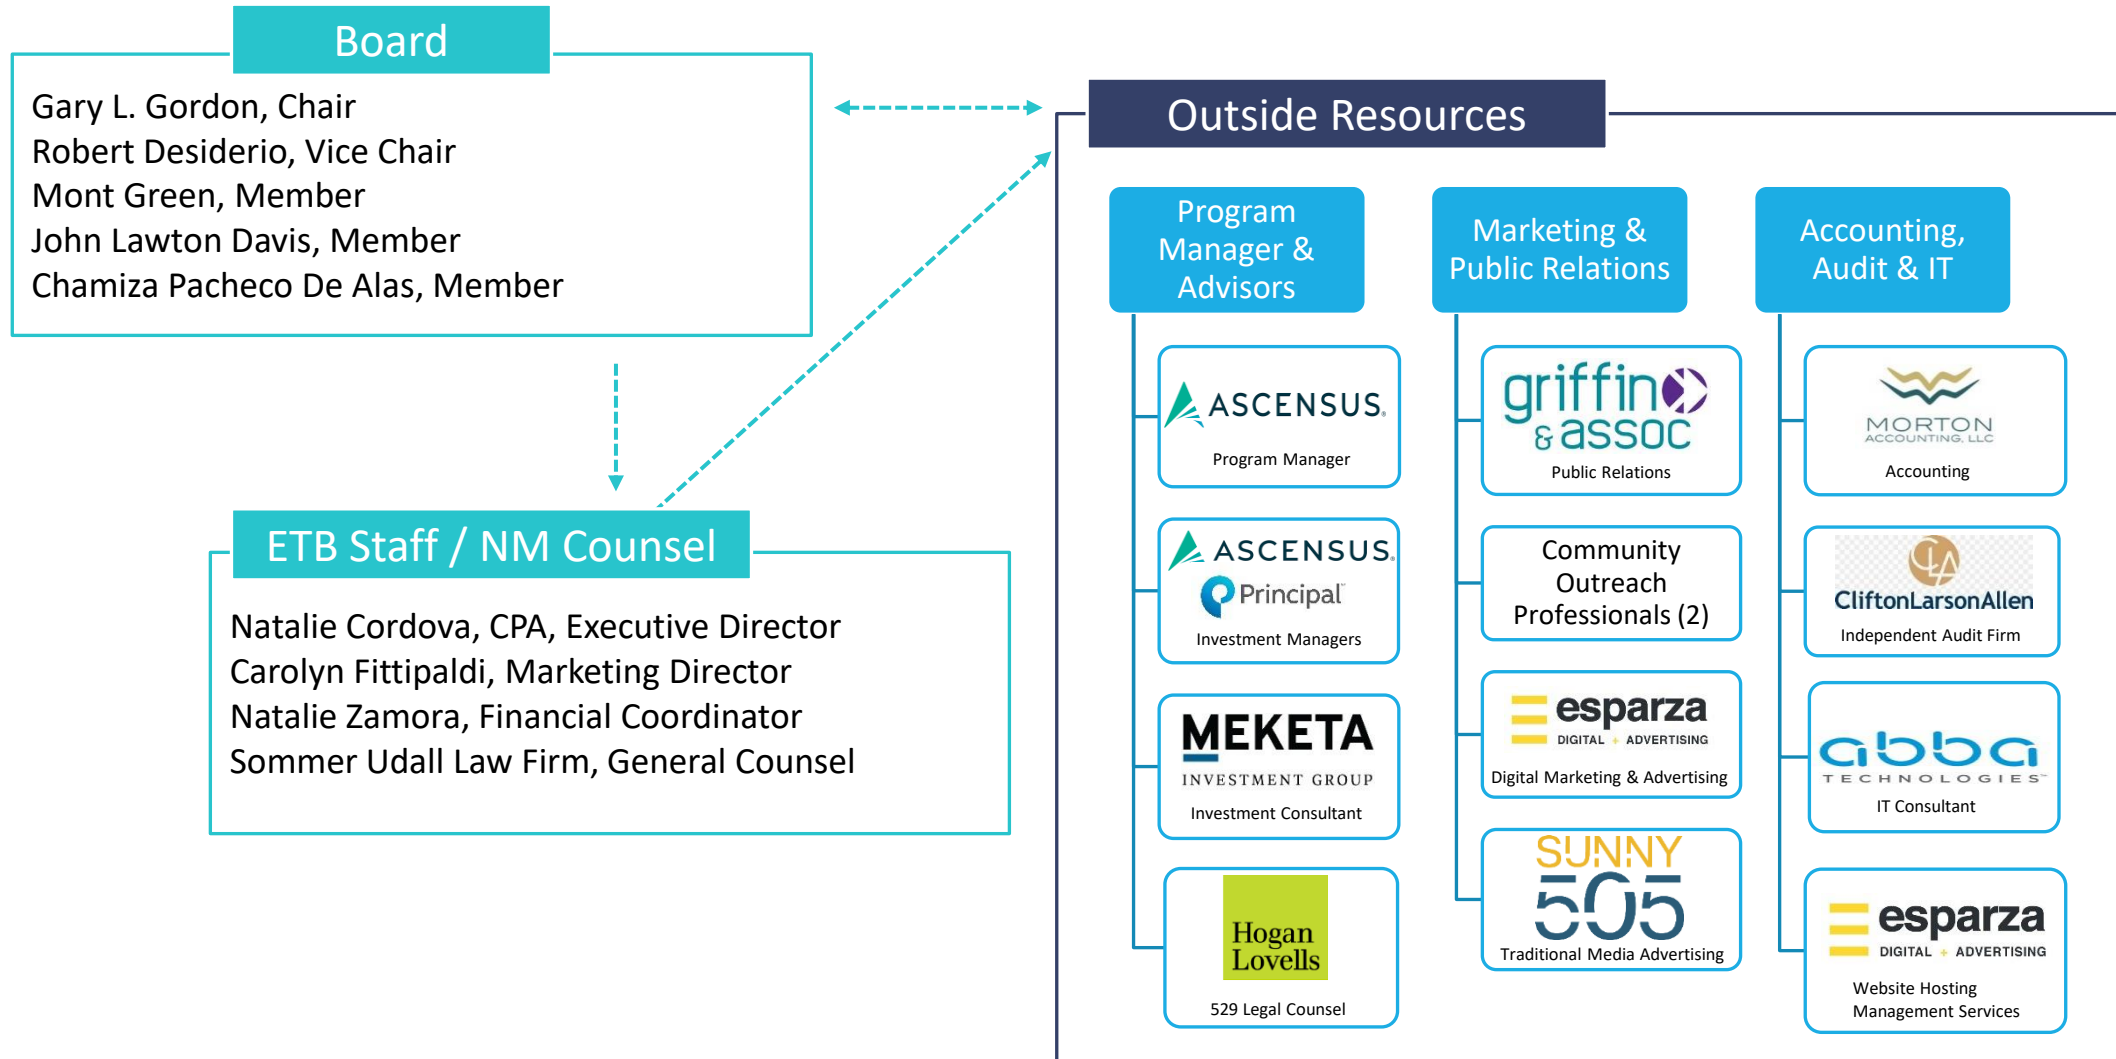 Board
Gary L. Gordon, Chair
Robert Desiderio, Vice Chair
Mont Green, Member
John Lawton Davis, Member
Chamiza Pacheco De Alas, Member
ETB Staff / NM Counsel
Natalie Cordova, CPA, Executive Director
Carolyn Fittipaldi, Marketing Director
Natalie Zamora, Financial Coordinator
Sommer Udall Law Firm, General Counsel
Outside Resources
Program
Manager &
Advisors
ASCENSUS®
Program Manager
ASCENSUS®
Principal
Investment Managers
MEKETA
INVESTMENT GROUP
Investment Consultant
Hogan
Lovells
529 Legal Counsel
Marketing &
Public Relations
griffin
& assoc
Public Relations
Community
Outreach
Professionals (2)
esparza
DIGITAL + ADVERTISING
Digital Marketing & Advertising
SUNNY
505
Traditional Media Advertising
Accounting,
Audit & IT
MORTON
ACCOUNTING, LLC
Accounting
CLA
CliftonLarsonAllen
Independent Audit Firm
abba
TECHNOLOGIES™
IT Consultant
esparza
DIGITAL + ADVERTISING
Website Hosting
Management Services